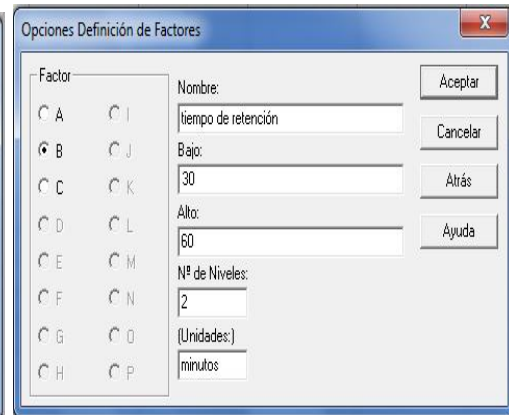 Opciones Definición de Factores
X
Factor
A
I
B
J
C
K
D
L
E
M
F
N
G
O
H
P
Nombre:
tiempo de retención
Bajo:
30
Alto:
60
Nº de Niveles:
2
(Unidades:)
minutos
Aceptar
Cancelar
Atrás
Ayuda